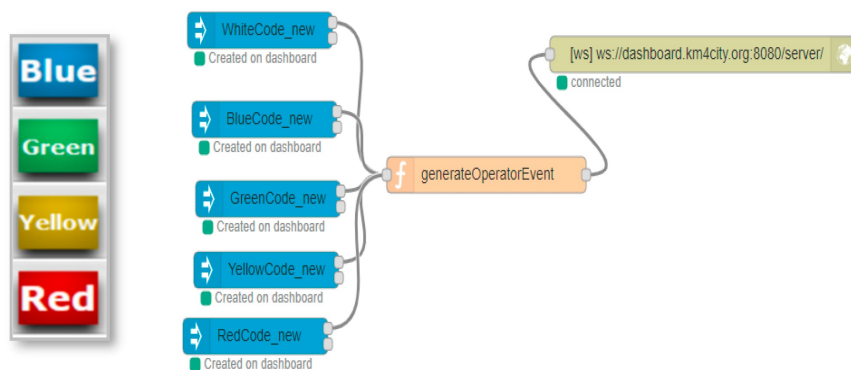 Blue
Green
Yellow
Red
WhiteCode_new
Created on dashboard
BlueCode_new
Created on dashboard
GreenCode_new
Created on dashboard
YellowCode_new
Created on dashboard
RedCode_new
Created on dashboard
generateOperatorEvent
[ws] ws://dashboard.km4city.org:8080/server/
connected